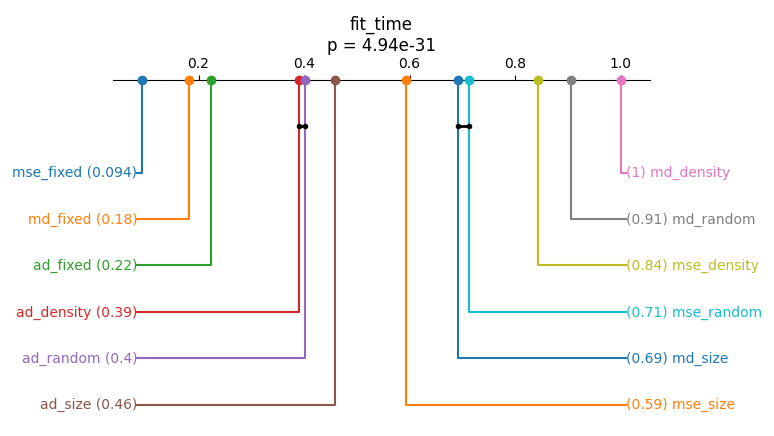 fit_time
p = 4.94e-31
0.2 0.4 0.6 0.8 1.0
mse_fixed (0.094) (1) md_density
md_fixed (0.18) (0.91) md_random
ad_fixed (0.22) (0.84) mse_density
ad_density (0.39) (0.71) mse_random
ad_random (0.4) (0.69) md_size
ad_size (0.46) (0.59) mse_size